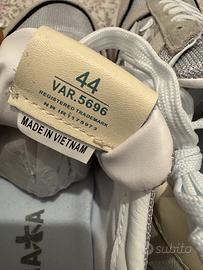 44
VAR.5696
REGISTERED TRADEMARK
MADE IN VIETNAM
subito